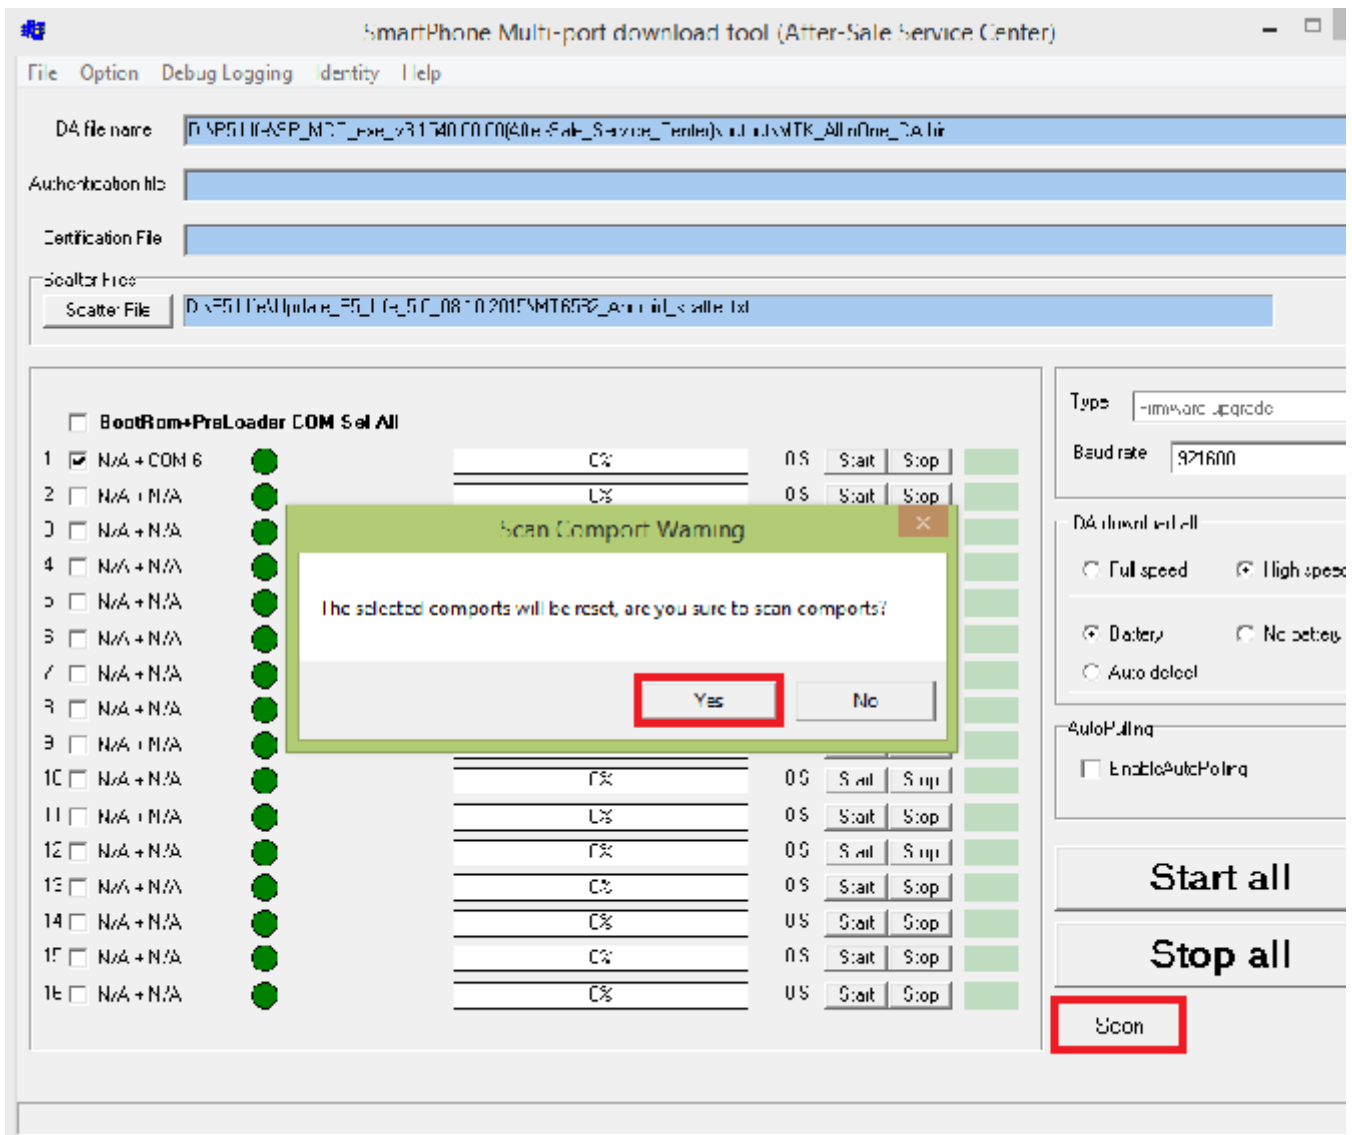 SmartPhone Multi-port download tool (After-Sale Service Center)
File Option Debug Logging Identity Help
DA file name
Authentication file
Certification File
Scatter Files
Scatter File
BootRom+PreLoader COM Sel All
1 N/A + COM 6 0% 0 S Start Stop
2 N/A + N/A 0% 0 S Start Stop
3 N/A + N/A
4 N/A + N/A
5 N/A + N/A
6 N/A + N/A
7 N/A + N/A
8 N/A + N/A
9 N/A + N/A
10 N/A + N/A 0% 0 S Start Stop
11 N/A + N/A 0% 0 S Start Stop
12 N/A + N/A 0% 0 S Start Stop
13 N/A + N/A 0% 0 S Start Stop
14 N/A + N/A 0% 0 S Start Stop
15 N/A + N/A 0% 0 S Start Stop
16 N/A + N/A 0% 0 S Start Stop
Scan Comport Warning
The selected comports will be reset, are you sure to scan comports?
Yes No
Type Firmware upgrade
Baud rate 921600
DA download all
Full speed High speed
Battery No battery
Auto detect
AutoPolling
EnableAutoPolling
Start all
Stop all
Scan